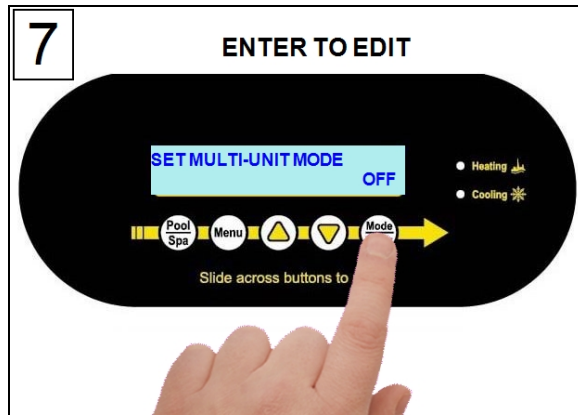 7
ENTER TO EDIT
SET MULTI-UNIT MODE
OFF
Heating
Cooling
Pool
Spa
Menu
Mode
Slide across buttons to